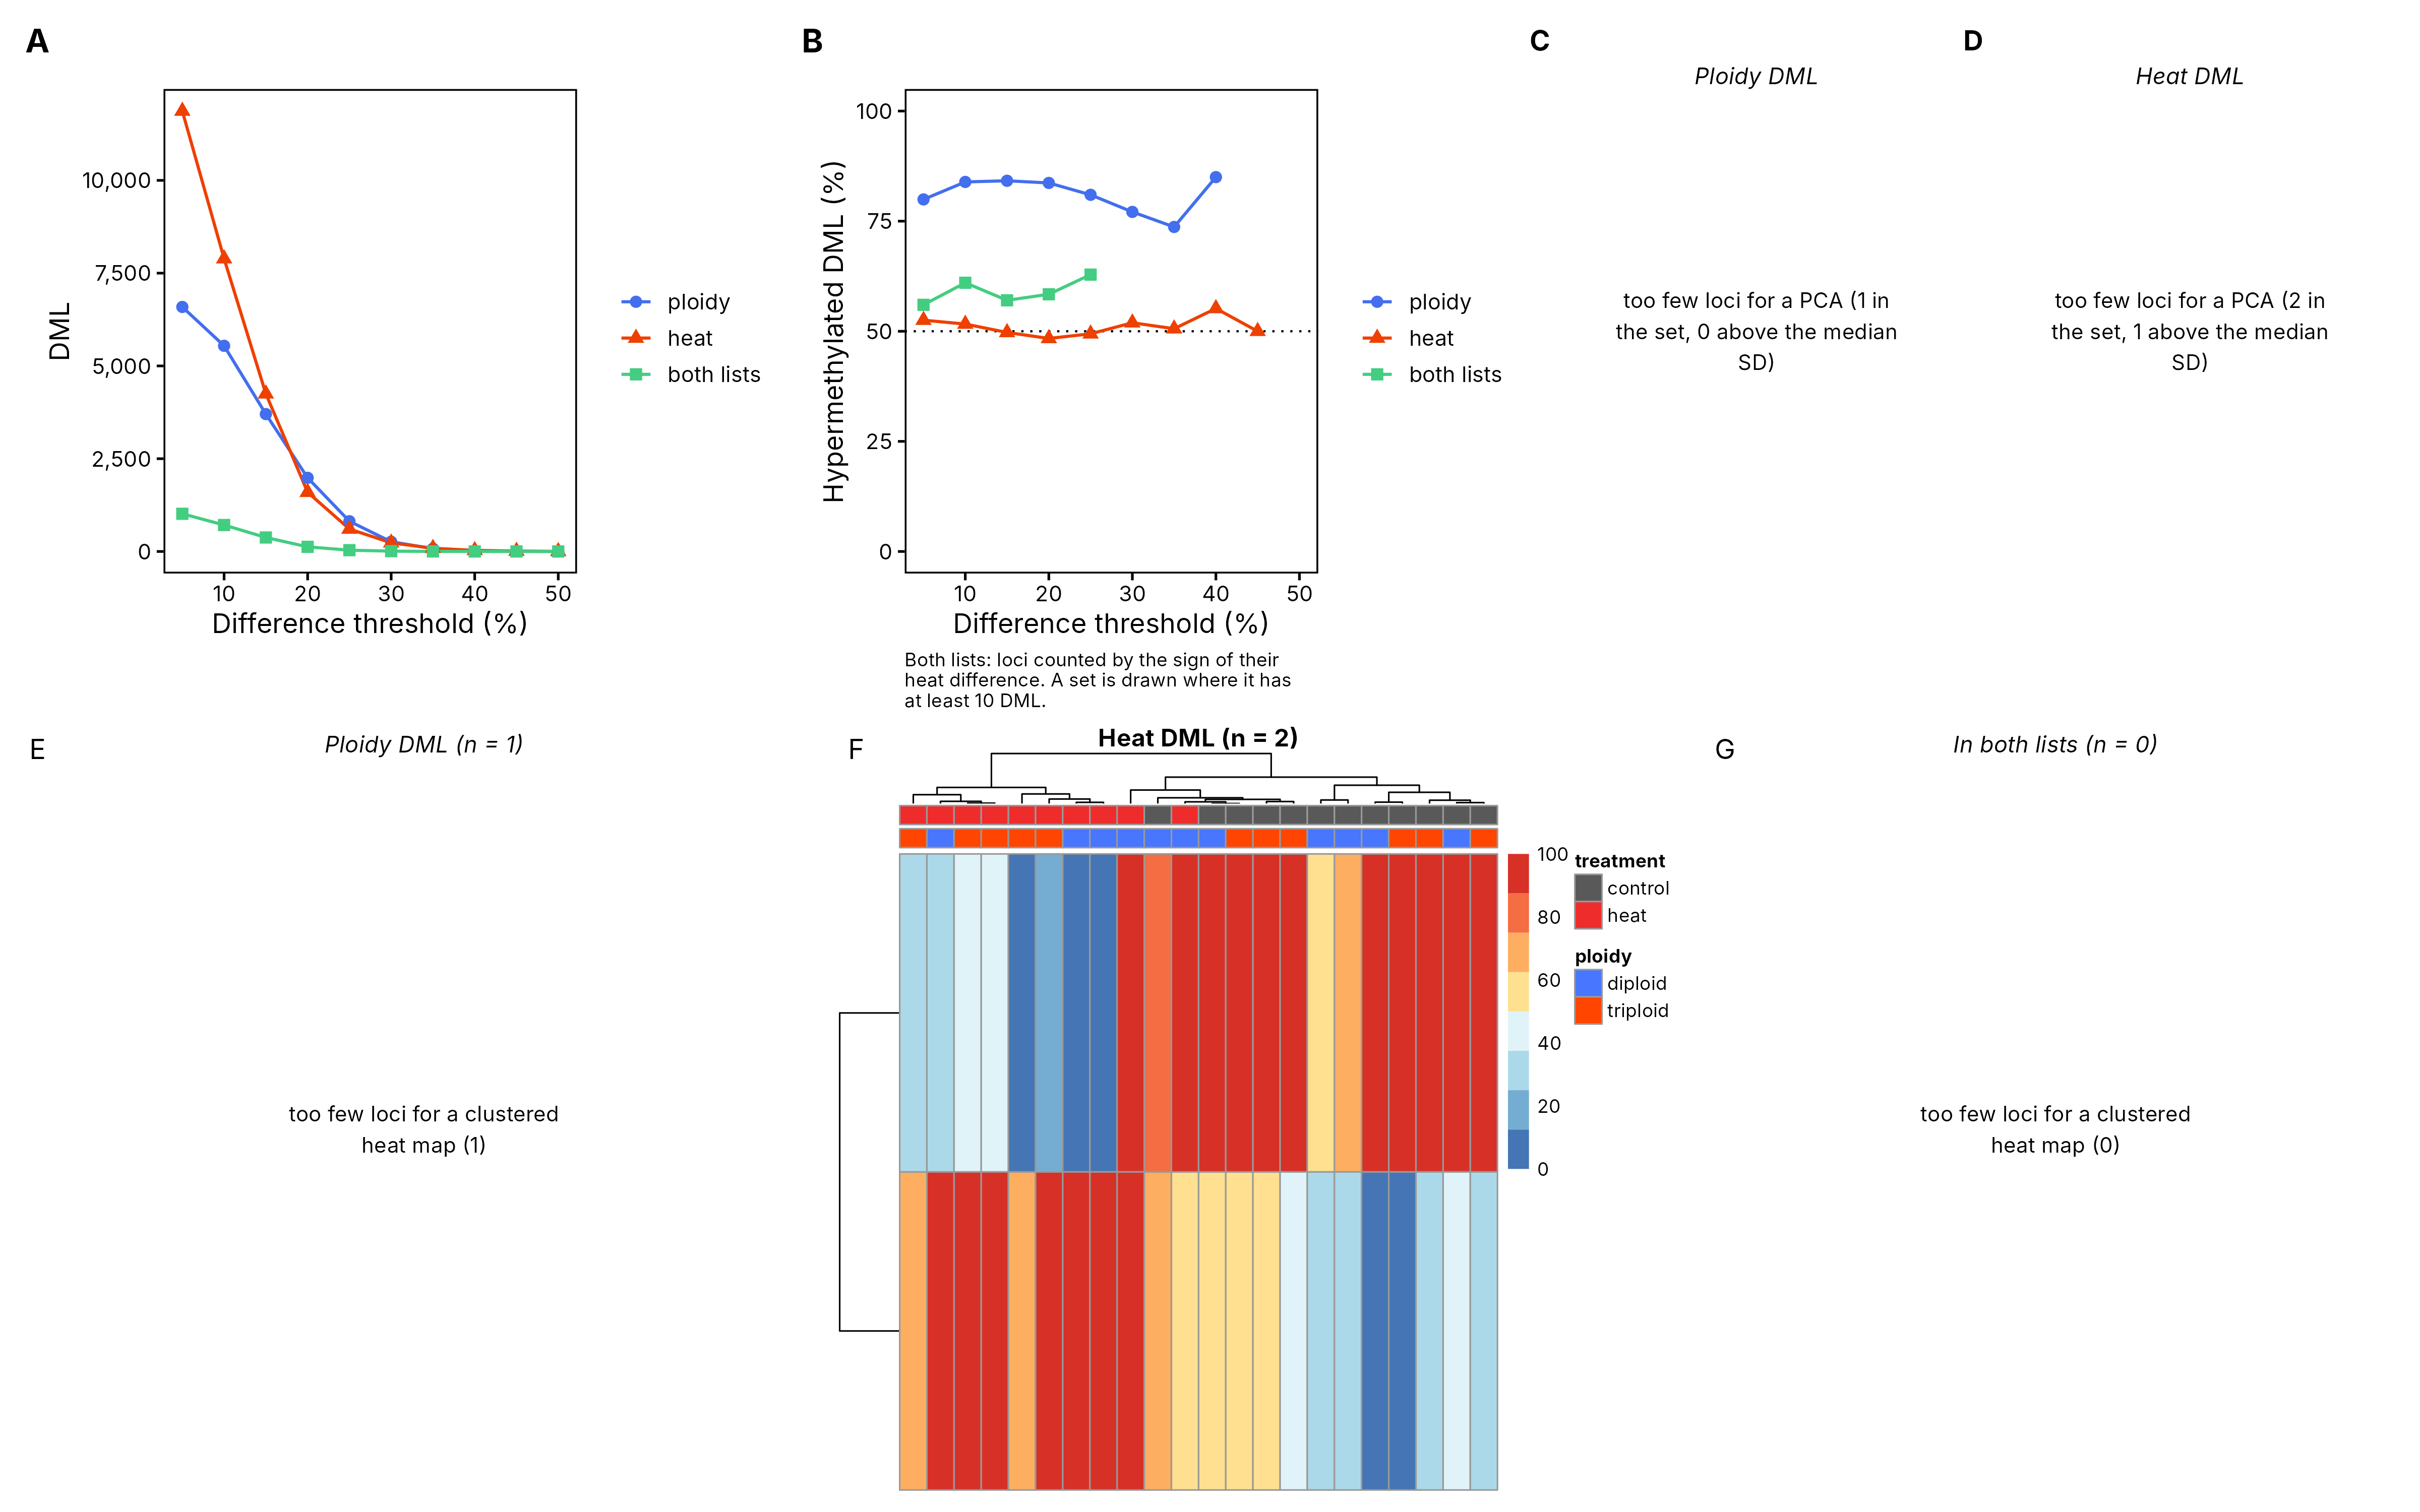 A
DML
10,000
7,500
5,000
2,500
0
10 20 30 40 50
Difference threshold (%)
ploidy
heat
both lists
B
Hypermethylated DML (%)
100
75
50
25
0
10 20 30 40 50
Difference threshold (%)
Both lists: loci counted by the sign of their
heat difference. A set is drawn where it has
at least 10 DML.
ploidy
heat
both lists
C
Ploidy DML
too few loci for a PCA (1 in
the set, 0 above the median
SD)
D
Heat DML
too few loci for a PCA (2 in
the set, 1 above the median
SD)
E
Ploidy DML (n = 1)
too few loci for a clustered
heat map (1)
F
Heat DML (n = 2)
100
80
60
40
20
0
treatment
control
heat
ploidy
diploid
triploid
G
In both lists (n = 0)
too few loci for a clustered
heat map (0)